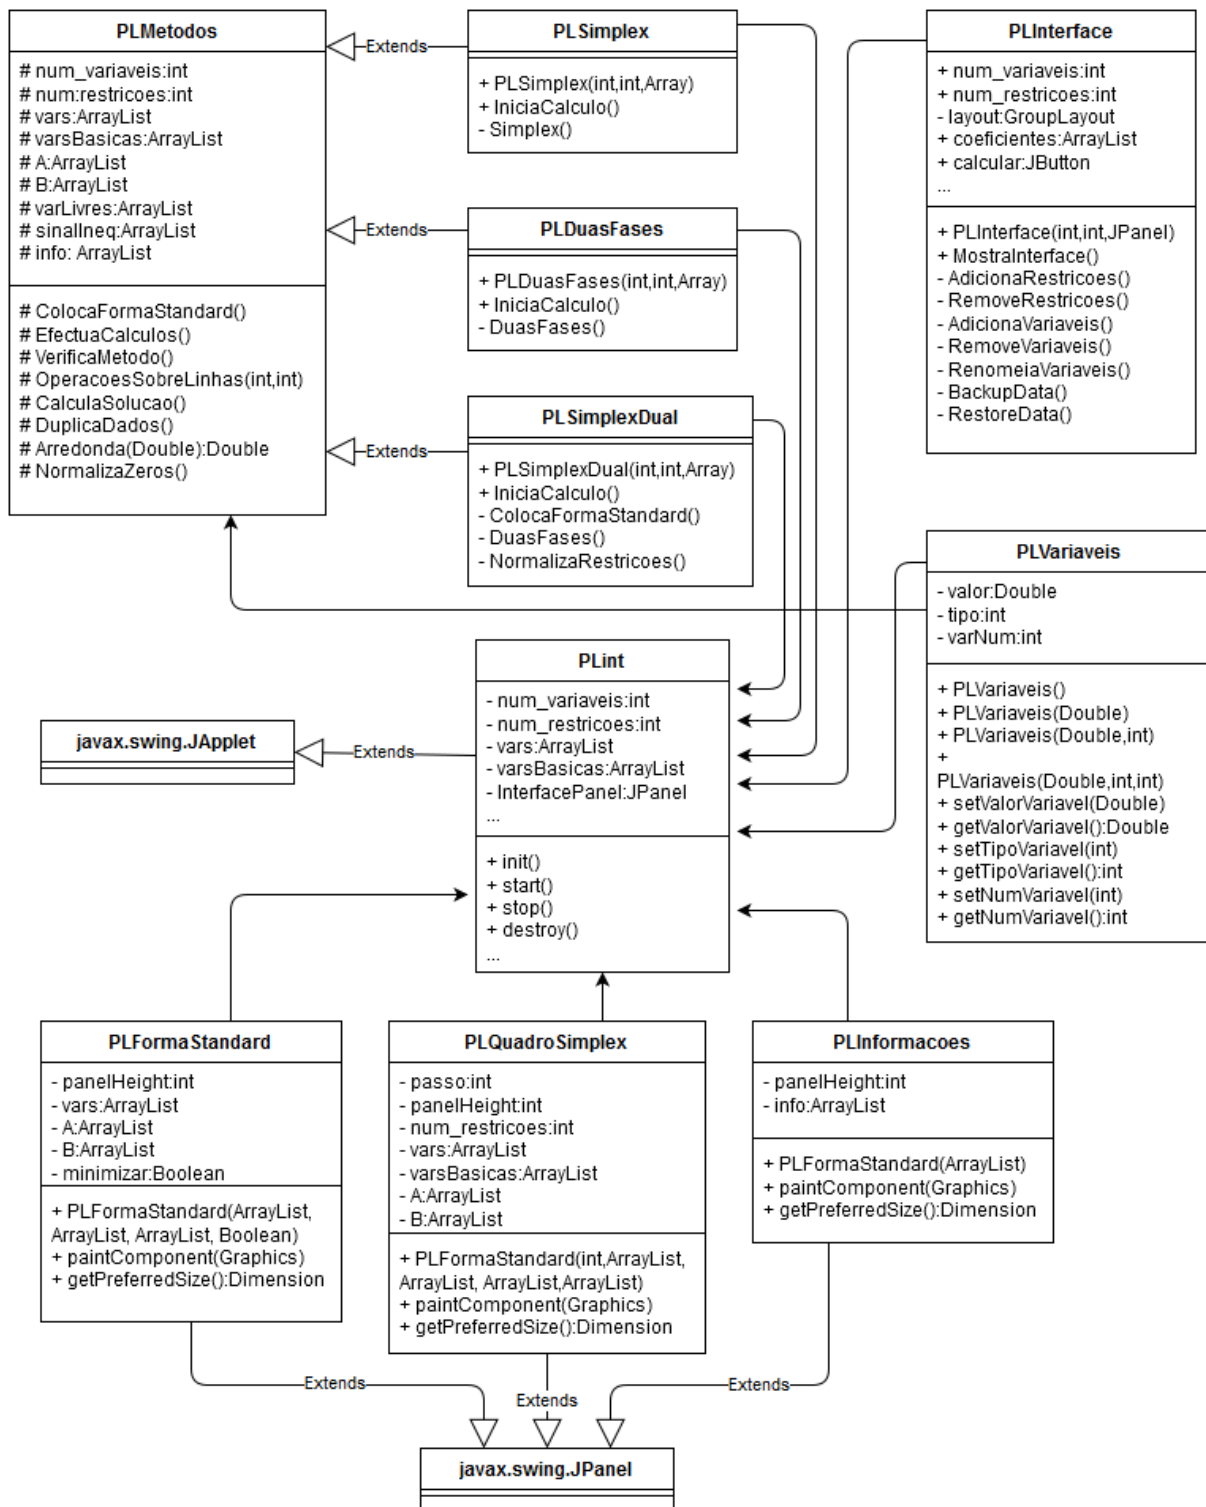 PLMetodos
# num_variaveis:int
# num:restricoes:int
# vars:ArrayList
# varsBasicas:ArrayList
# A:ArrayList
# B:ArrayList
# varLivres:ArrayList
# sinalIneq:ArrayList
# info: ArrayList
# ColocaFormaStandard()
# EfectuaCalculos()
# VerificaMetodo()
# OperacoesSobreLinhas(int,int)
# CalculaSolucao()
# DuplicaDados()
# Arredonda(Double):Double
# NormalizaZeros()
Extends
PLSimplex
+ PLSimplex(int,int,Array)
+ IniciaCalculo()
- Simplex()
Extends
PLDuasFases
+ PLDuasFases(int,int,Array)
+ IniciaCalculo()
- DuasFases()
Extends
PLSimplexDual
+ PLSimplexDual(int,int,Array)
+ IniciaCalculo()
- ColocaFormaStandard()
- DuasFases()
- NormalizaRestricoes()
PLInterface
+ num_variaveis:int
+ num_restricoes:int
- layout:GroupLayout
+ coeficientes:ArrayList
+ calcular:JButton
...
+ PLInterface(int,int,JPanel)
+ MostraInterface()
- AdicionaRestricoes()
- RemoveRestricoes()
- AdicionaVariaveis()
- RemoveVariaveis()
- RenomeiaVariaveis()
- BackupData()
- RestoreData()
PLVariaveis
- valor:Double
- tipo:int
- varNum:int
+ PLVariaveis()
+ PLVariaveis(Double)
+ PLVariaveis(Double,int)
+
PLVariaveis(Double,int,int)
+ setValorVariavel(Double)
+ getValorVariavel():Double
+ setTipoVariavel(int)
+ getTipoVariavel():int
+ setNumVariavel(int)
+ getNumVariavel():int
PLint
- num_variaveis:int
- num_restricoes:int
- vars:ArrayList
- varsBasicas:ArrayList
- InterfacePanel:JPanel
...
+ init()
+ start()
+ stop()
+ destroy()
...
javax.swing.JApplet
Extends
PLFormaStandard
- panelHeight:int
- vars:ArrayList
- A:ArrayList
- B:ArrayList
- minimizar:Boolean
+ PLFormaStandard(ArrayList,
ArrayList, ArrayList, Boolean)
+ paintComponent(Graphics)
+ getPreferredSize():Dimension
PLQuadroSimplex
- passo:int
- panelHeight:int
- num_restricoes:int
- vars:ArrayList
- varsBasicas:ArrayList
- A:ArrayList
- B:ArrayList
+ PLFormaStandard(int,ArrayList,
ArrayList, ArrayList,ArrayList)
+ paintComponent(Graphics)
+ getPreferredSize():Dimension
PLInformacoes
- panelHeight:int
- info:ArrayList
+ PLFormaStandard(ArrayList)
+ paintComponent(Graphics)
+ getPreferredSize():Dimension
Extends
Extends
Extends
javax.swing.JPanel